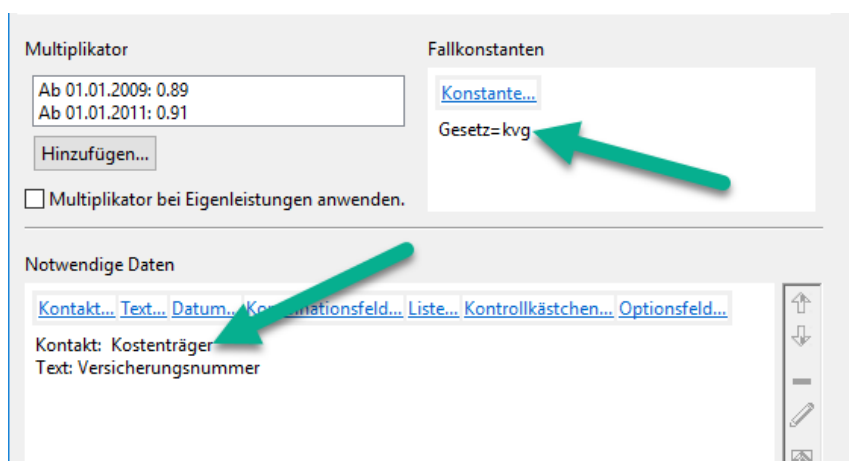 Multiplikator
Fallkonstanten
Ab 01.01.2009: 0.89
Ab 01.01.2011: 0.91
Konstante...
Gesetz=kvg
Hinzufügen...
Multiplikator bei Eigenleistungen anwenden.
Notwendige Daten
Kontakt... Text... Datum... Liste... Kontrollkästchen... Optionsfeld...
Kontakt: Kostenträger
Text: Versicherungsnummer